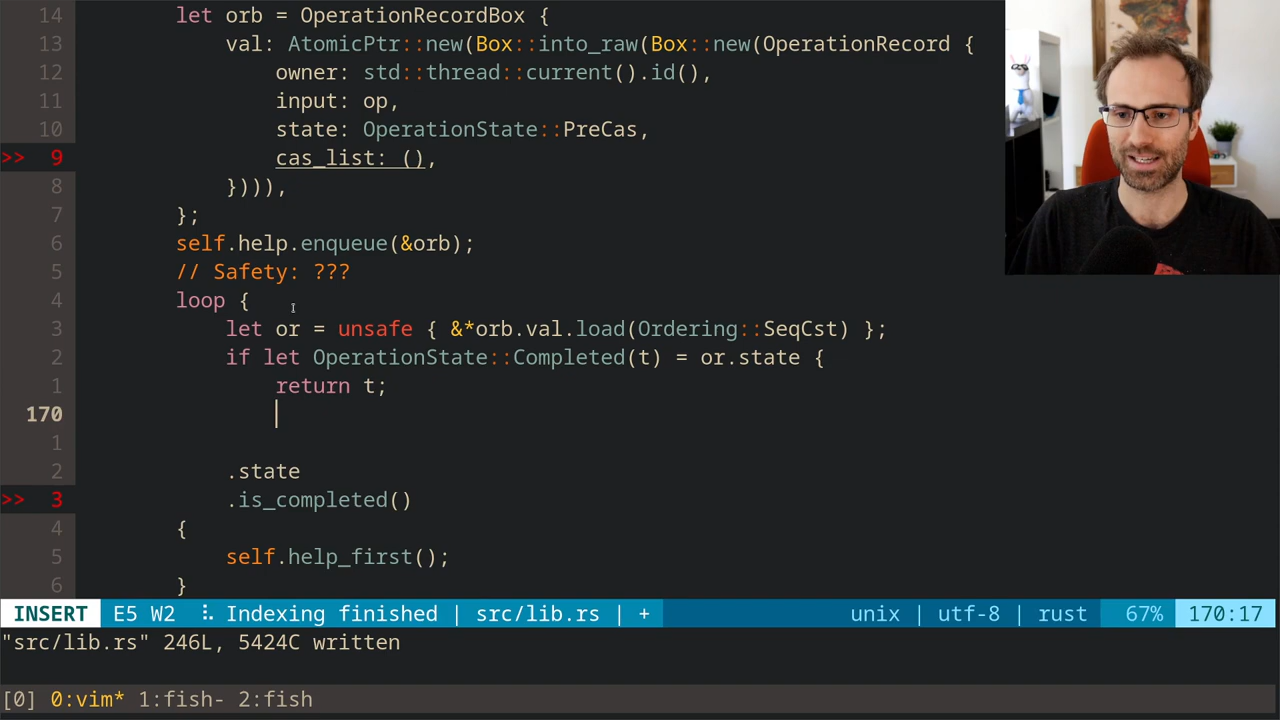 14        let orb = OperationRecordBox {
13            val: AtomicPtr::new(Box::into_raw(Box::new(OperationRecord {
12                owner: std::thread::current().id(),
11                input: op,
10                state: OperationState::PreCas,
>> 9                cas_list: (),
8            }))),
7        };
6        self.help.enqueue(&orb);
5        // Safety: ???
4        loop {
3            let or = unsafe { &*orb.val.load(Ordering::SeqCst) };
2            if let OperationState::Completed(t) = or.state {
1                return t;
170
1
2            .state
>> 3            .is_completed()
4        {
5            self.help_first();
6        }
INSERT  E5 W2  ⠧ Indexing finished | src/lib.rs | +  unix | utf-8 | rust  67%  170:17
"src/lib.rs" 246L, 5424C written
[0] 0:vim* 1:fish- 2:fish